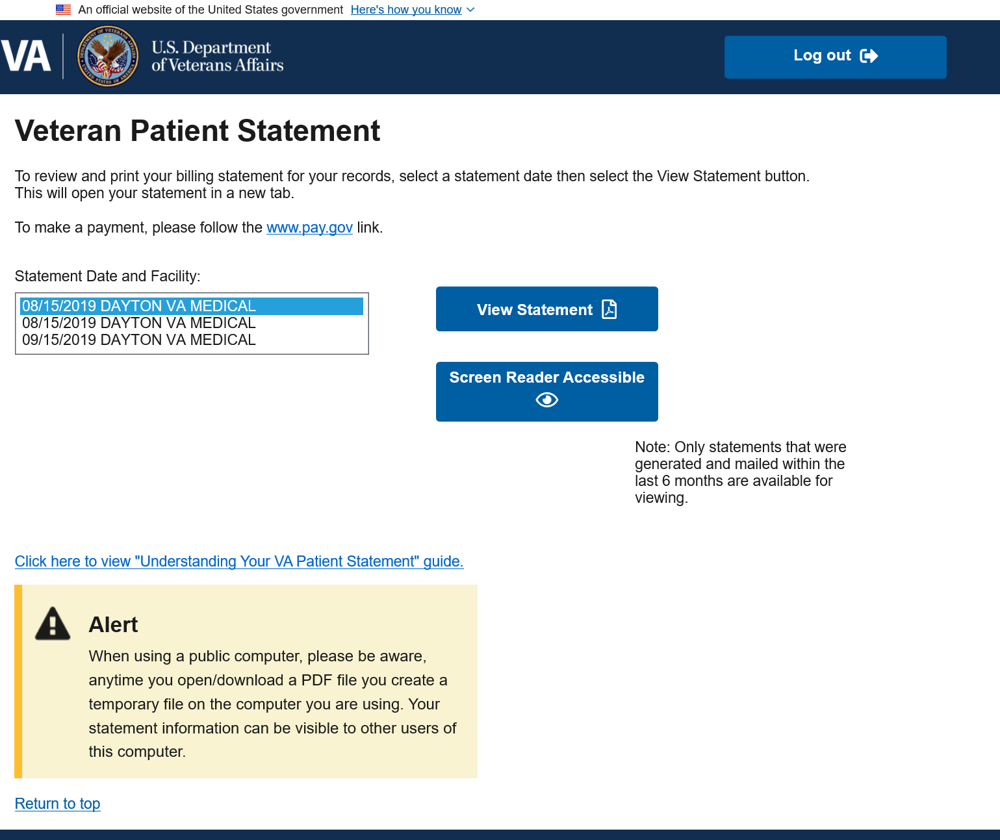 An official website of the United States government Here's how you know
VA
U.S. Department
of Veterans Affairs
Log out
Veteran Patient Statement
To review and print your billing statement for your records, select a statement date then select the View Statement button.
This will open your statement in a new tab.
To make a payment, please follow the www.pay.gov link.
Statement Date and Facility:
08/15/2019 DAYTON VA MEDICAL
08/15/2019 DAYTON VA MEDICAL
09/15/2019 DAYTON VA MEDICAL
View Statement
Screen Reader Accessible
Note: Only statements that were
generated and mailed within the
last 6 months are available for
viewing.
Click here to view "Understanding Your VA Patient Statement" guide.
Alert
When using a public computer, please be aware,
anytime you open/download a PDF file you create a
temporary file on the computer you are using. Your
statement information can be visible to other users of
this computer.
Return to top